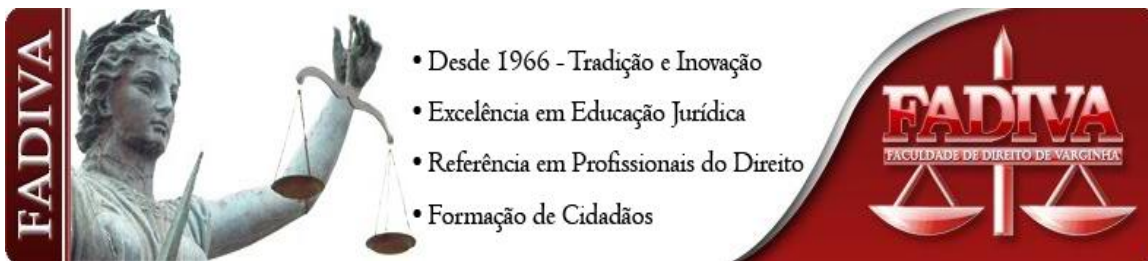 FADIVA
• Desde 1966 - Tradição e Inovação
• Excelência em Educação Jurídica
• Referência em Profissionais do Direito
• Formação de Cidadãos
FADIVA
FACULDADE DE DIREITO DE VARGINHA